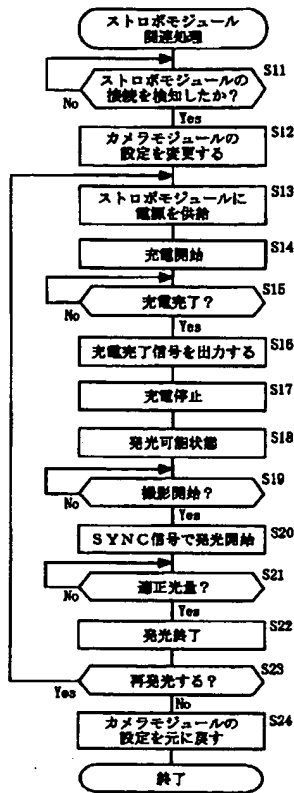 ストロボモジュール
関連処理
S11
ストロボモジュールの
接続を検知したか?
No
Yes
S12
カメラモジュールの
設定を変更する
S13
ストロボモジュールに
電源を供給
S14
充電開始
S15
充電完了?
No
Yes
S16
充電完了信号を出力する
S17
充電停止
S18
発光可能状態
S19
撮影開始?
No
Yes
S20
SYNC信号で発光開始
S21
適正光量?
No
Yes
S22
発光終了
S23
再発光する?
Yes
No
S24
カメラモジュールの
設定を元に戻す
終了